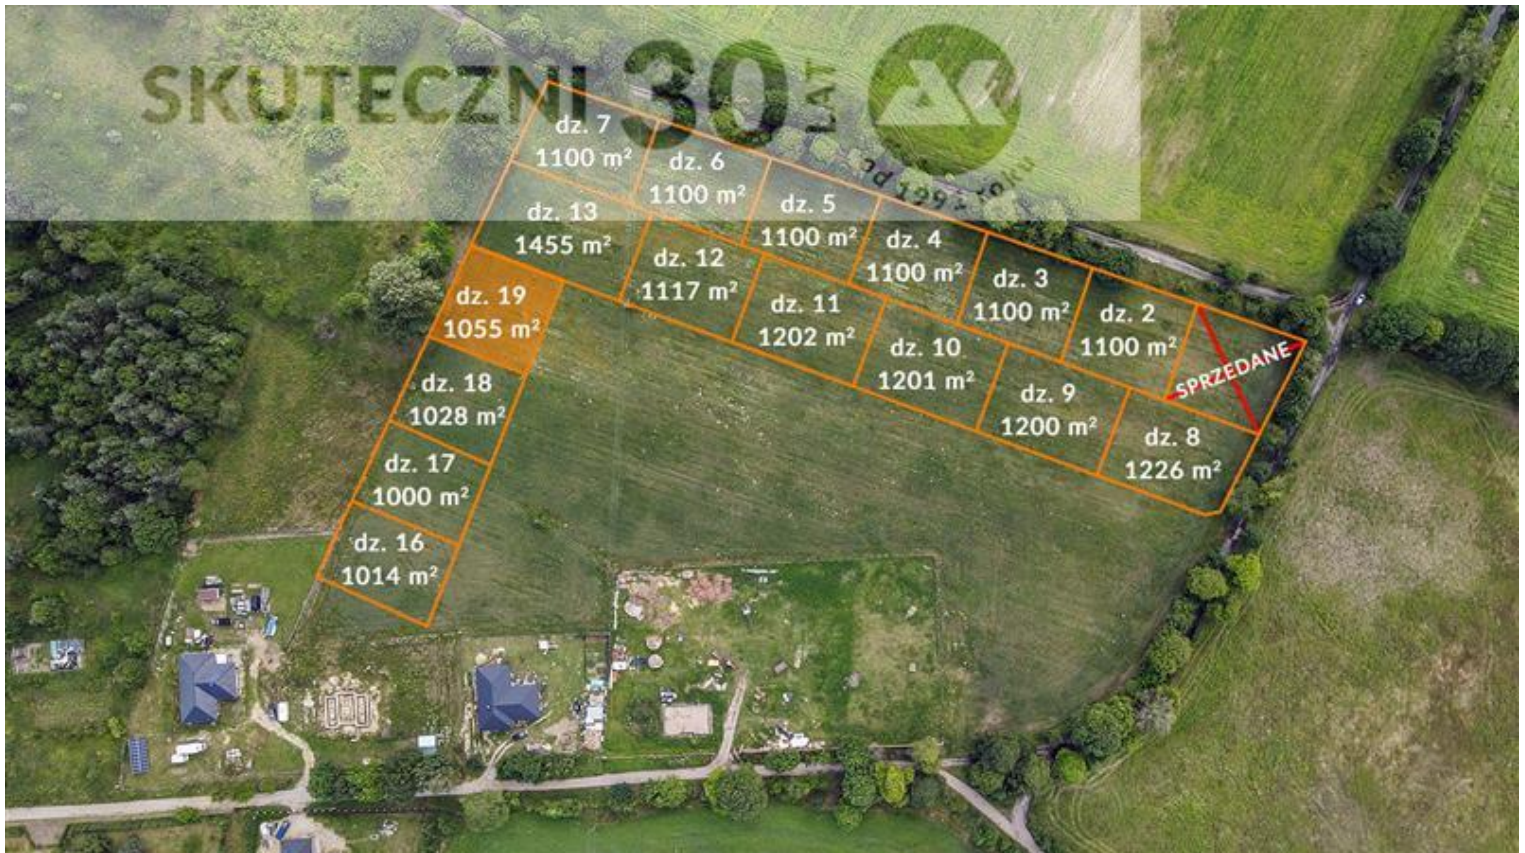 SKUTECZNI 30 LAT
dz. 7
1100 m²
dz. 6
1100 m²
dz. 5
1100 m²
dz. 4
1100 m²
dz. 3
1100 m²
dz. 2
1100 m²
SPRZEDANE
dz. 13
1455 m²
dz. 12
1117 m²
dz. 11
1202 m²
dz. 10
1201 m²
dz. 9
1200 m²
dz. 8
1226 m²
dz. 19
1055 m²
dz. 18
1028 m²
dz. 17
1000 m²
dz. 16
1014 m²